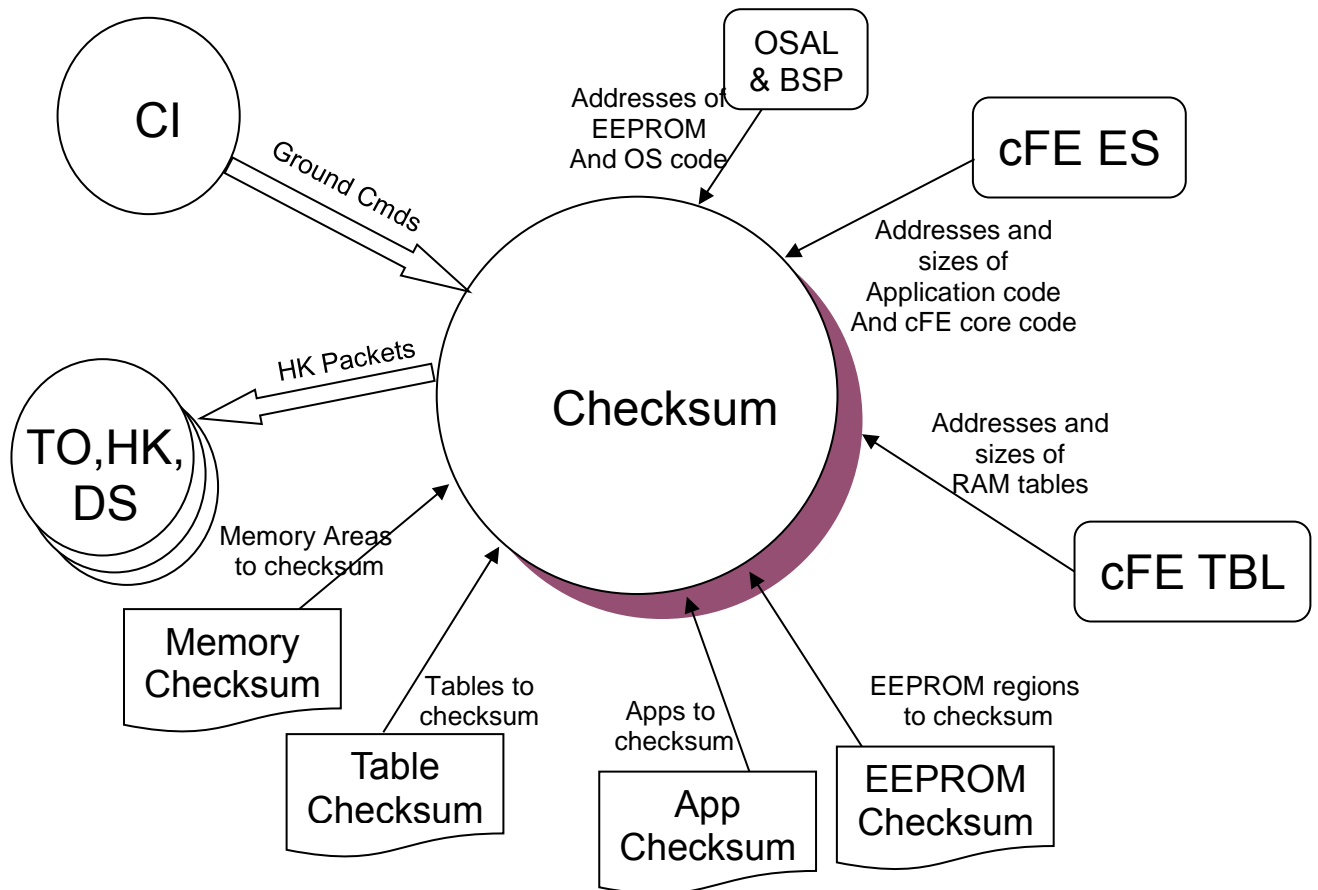 CI
OSAL
& BSP
Addresses of
EEPROM
And OS code
cFE ES
Ground Cmds
Addresses and
sizes of
Application code
And cFE core code
HK Packets
Checksum
TO,HK,
DS
Addresses and
sizes of
RAM tables
Memory Areas
to checksum
cFE TBL
Memory
Checksum
Tables to
checksum
Apps to
checksum
EEPROM regions
to checksum
Table
Checksum
App
Checksum
EEPROM
Checksum